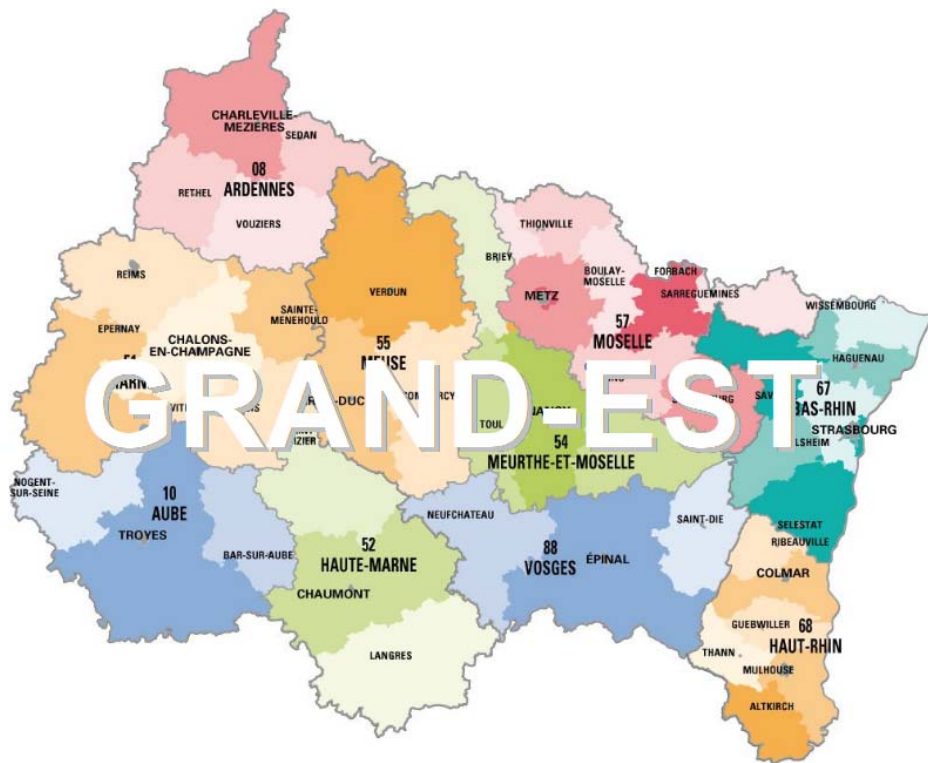 CHARLEVILLE-
MEZIÈRES
SEDAN
08
ARDENNES
RETHEL
VOUZIERS
THIONVILLE
BRIEY
BOULAY-
MOSELLE
FORBACH
SARREGUEMINES
WISSEMBOURG
METZ
57
MOSELLE
REIMS
VERDUN
SAINTE-
MENEHOULD
EPERNAY
CHALONS-
EN-CHAMPAGNE
55
MEUSE
HAGUENAU
67
BAS-RHIN
STRASBOURG
GRAND-EST
TOUL
54
MEURTHE-ET-MOSELLE
NOGENT-
SUR-SEINE
10
AUBE
TROYES
BAR-SUR-AUBE
NEUFCHATEAU
SAINT-DIE
SELESTAT
RIBEAUVILLE
52
HAUTE-MARNE
CHAUMONT
88
VOSGES
ÉPINAL
COLMAR
GUEBWILLER
68
HAUT-RHIN
THANN
MULHOUSE
LANGRES
ALTKIRCH